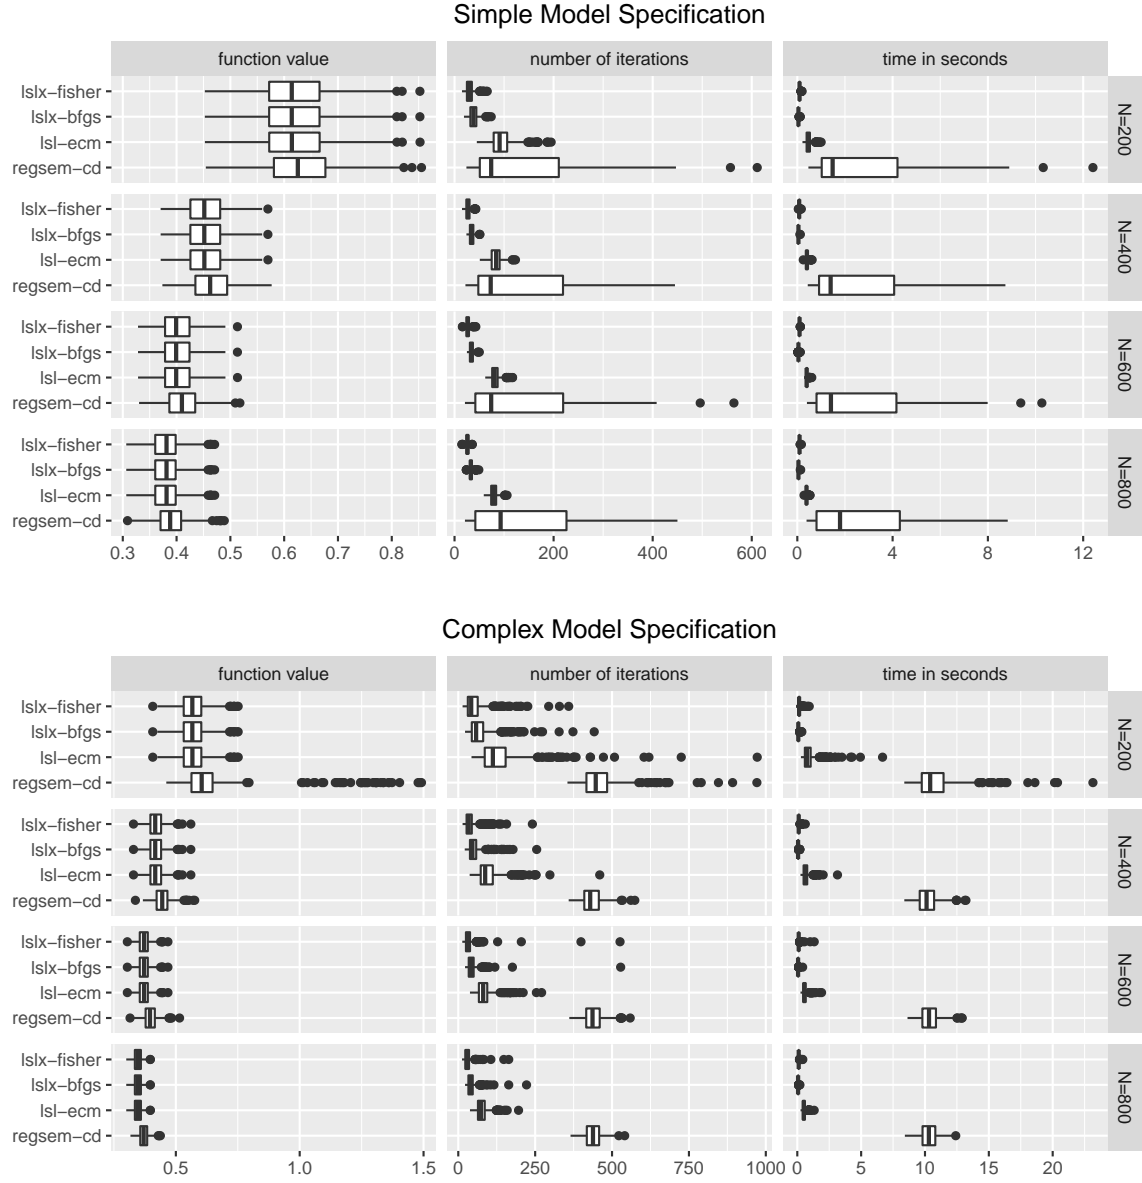 Simple Model Specification
function value number of iterations time in seconds
lslx−fisher
lslx−bfgs
lsl−ecm
regsem−cd
N=200
lslx−fisher
lslx−bfgs
lsl−ecm
regsem−cd
N=400
lslx−fisher
lslx−bfgs
lsl−ecm
regsem−cd
N=600
lslx−fisher
lslx−bfgs
lsl−ecm
regsem−cd
N=800
0.3 0.4 0.5 0.6 0.7 0.8 0 200 400 600 0 4 8 12
Complex Model Specification
function value number of iterations time in seconds
lslx−fisher
lslx−bfgs
lsl−ecm
regsem−cd
N=200
lslx−fisher
lslx−bfgs
lsl−ecm
regsem−cd
N=400
lslx−fisher
lslx−bfgs
lsl−ecm
regsem−cd
N=600
lslx−fisher
lslx−bfgs
lsl−ecm
regsem−cd
N=800
0.5 1.0 1.5 0 250 500 750 1000 0 5 10 15 20